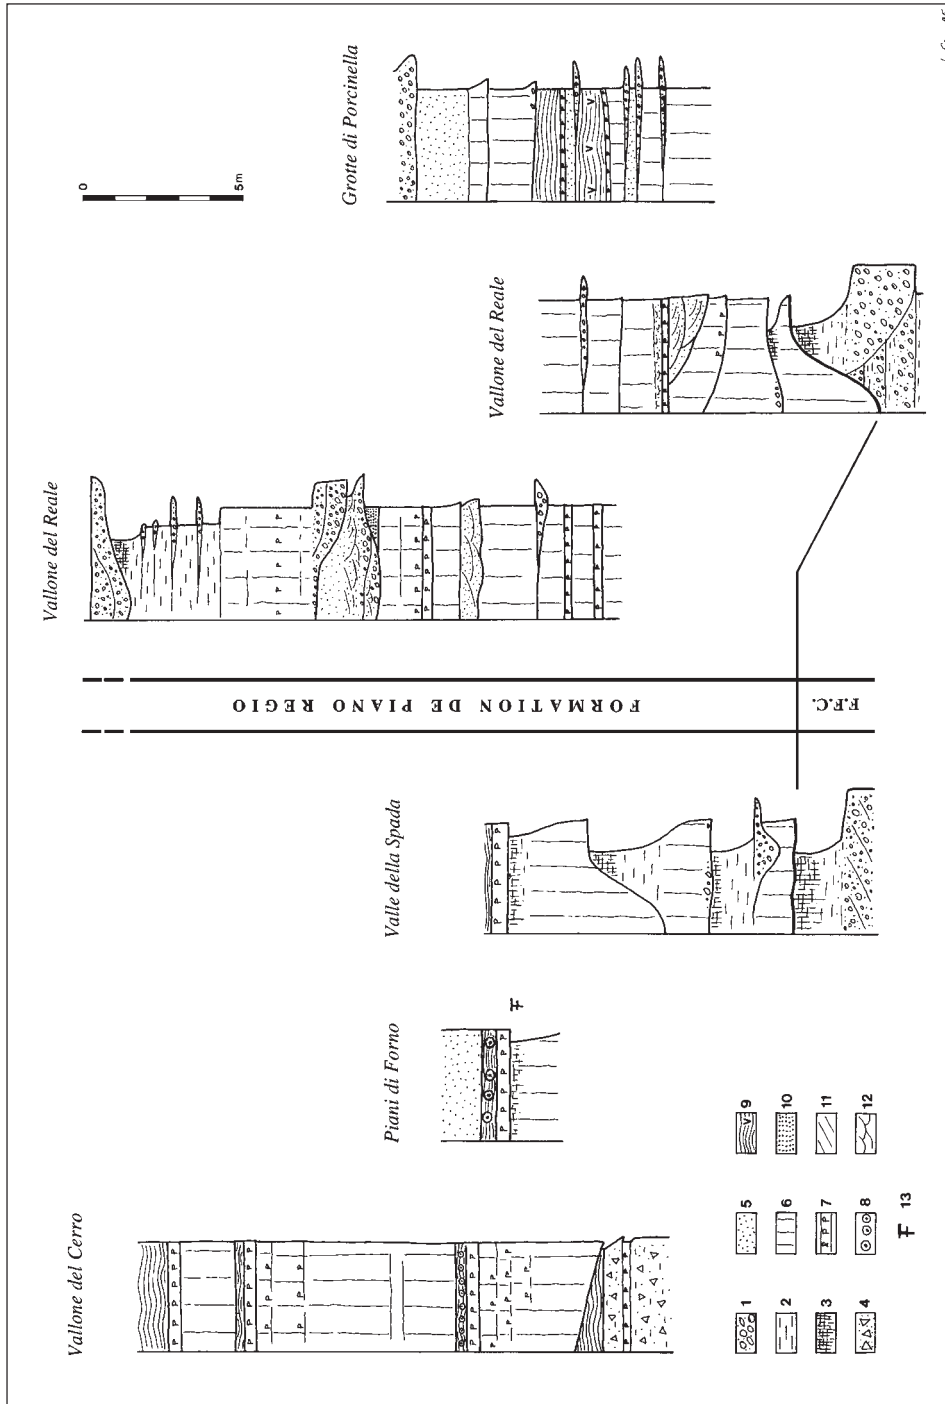 Grotte di Porcinella
0
5m
Vallone del Reale
Vallone del Reale
FORMATION DE PIANO REGIO
F.F.C.
Valle della Spada
Piani di Forno
Vallone del Cerro
1
2
3
4
5
6
7
8
9
10
11
12
13